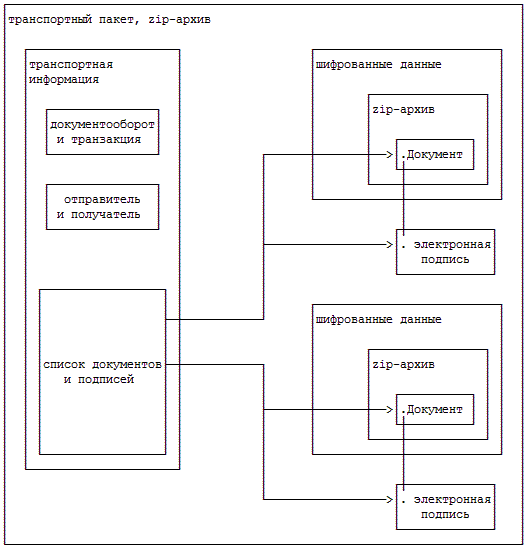 транспортный пакет, zip-архив
транспортная
информация
документооборот
и транзакция
отправитель
и получатель
список документов
и подписей
шифрованные данные
zip-архив
.Документ
. электронная
подпись
шифрованные данные
zip-архив
.Документ
. электронная
подпись